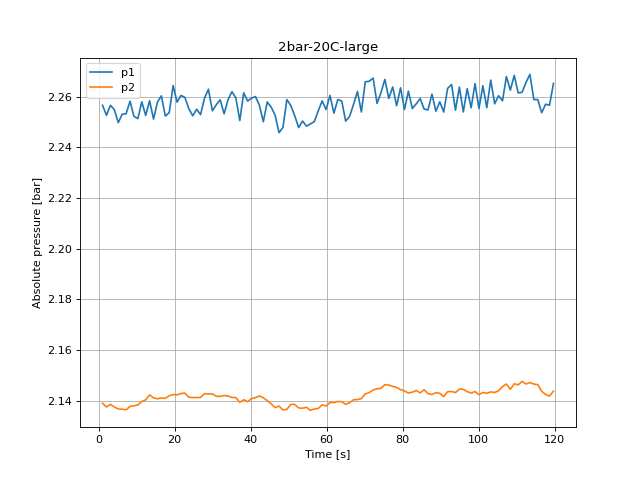 2bar-20C-large
p1
p2
Absolute pressure [bar]
2.26
2.24
2.22
2.20
2.18
2.16
2.14
0 20 40 60 80 100 120
Time [s]